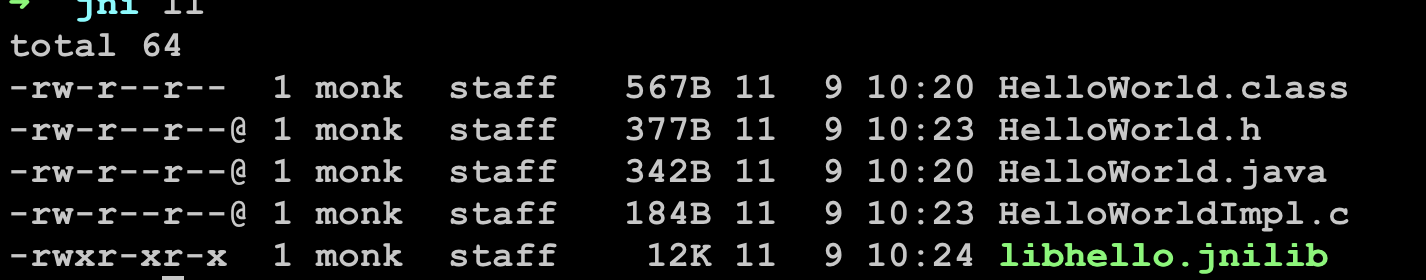 ➜  jni ll
total 64
-rw-r--r--  1 monk  staff   567B 11  9 10:20 HelloWorld.class
-rw-r--r--@ 1 monk  staff   377B 11  9 10:23 HelloWorld.h
-rw-r--r--@ 1 monk  staff   342B 11  9 10:20 HelloWorld.java
-rw-r--r--@ 1 monk  staff   184B 11  9 10:23 HelloWorldImpl.c
-rwxr-xr-x  1 monk  staff    12K 11  9 10:24 libhello.jnilib